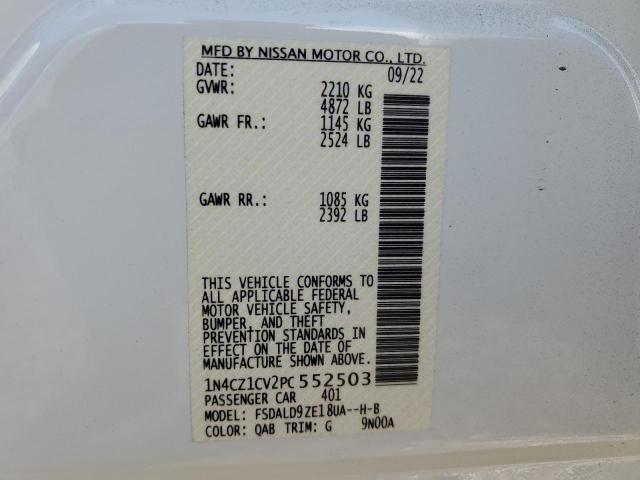 MFD BY NISSAN MOTOR CO., LTD.
DATE: 09/22
GVWR: 2210 KG
4872 LB
GAWR FR.: 1145 KG
2524 LB
GAWR RR.: 1085 KG
2392 LB
THIS VEHICLE CONFORMS TO
ALL APPLICABLE FEDERAL
MOTOR VEHICLE SAFETY,
BUMPER, AND THEFT
PREVENTION STANDARDS IN
EFFECT ON THE DATE OF
MANUFACTURE SHOWN ABOVE.
1N4CZ1CV2PC552503
PASSENGER CAR 401
MODEL: FSDALD9ZE18UA--H-B
COLOR: QAB TRIM: G 9N00A